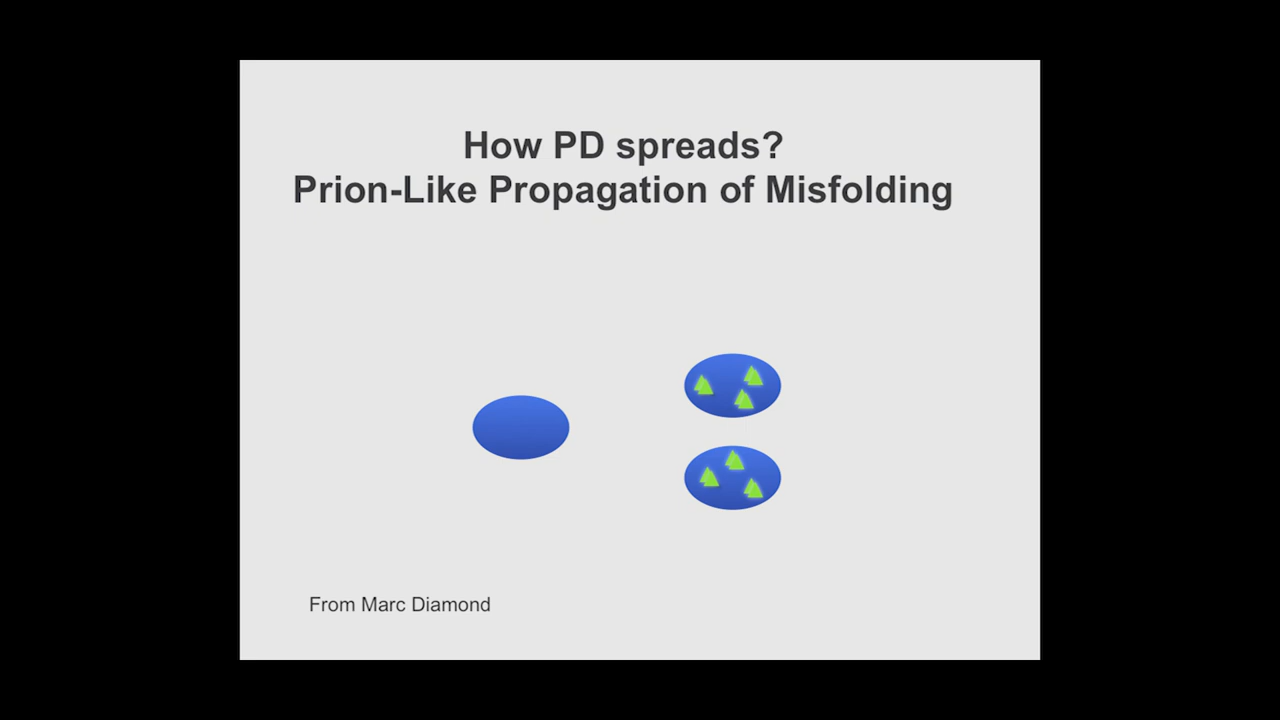 How PD spreads?
Prion-Like Propagation of Misfolding
From Marc Diamond